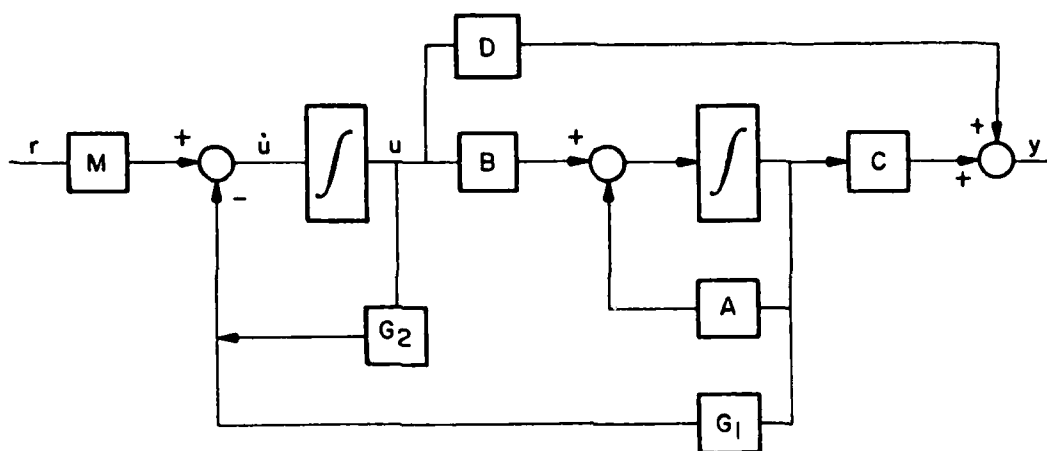 D
+
r M + u̇ ∫ u B + ∫ C + y
−
A
G₂
G₁